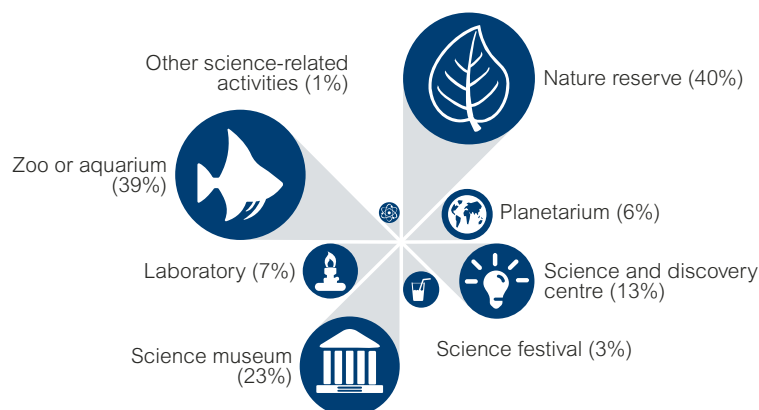 Other science-related
activities (1%)
Nature reserve (40%)
Zoo or aquarium
(39%)
Planetarium (6%)
Laboratory (7%)
Science and discovery
centre (13%)
Science festival (3%)
Science museum
(23%)